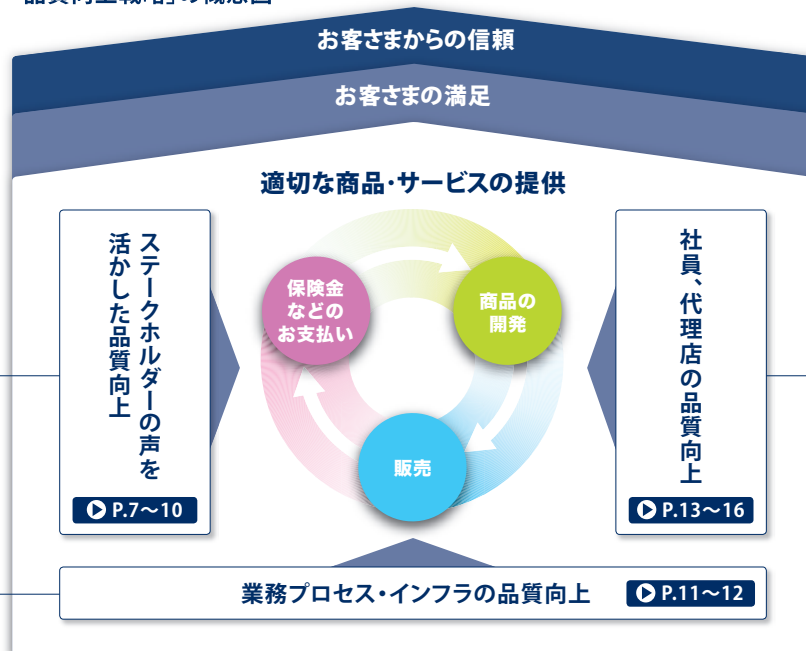 お客さまからの信頼
お客さまの満足
適切な商品・サービスの提供
ステークホルダーの声を
活かした品質向上
P.7〜10
保険金
などの
お支払い
商品の
開発
販売
社員、代理店の品質向上
P.13〜16
業務プロセス・インフラの品質向上
P.11〜12